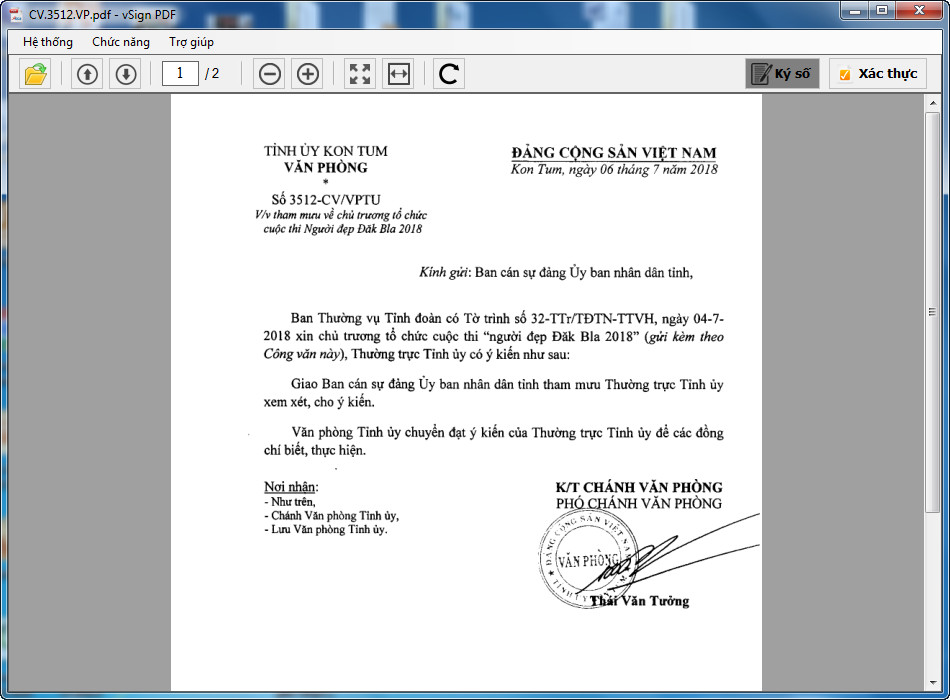 CV.3512.VP.pdf - vSign PDF
Hệ thống Chức năng Trợ giúp
1 / 2 Ký số Xác thực
TỈNH ỦY KON TUM
VĂN PHÒNG
*
Số 3512-CV/VPTU
V/v tham mưu về chủ trương tổ chức
cuộc thi Người đẹp Đăk Bla 2018
ĐẢNG CỘNG SẢN VIỆT NAM
Kon Tum, ngày 06 tháng 7 năm 2018
Kính gửi: Ban cán sự đảng Ủy ban nhân dân tỉnh,
Ban Thường vụ Tỉnh đoàn có Tờ trình số 32-TTr/TĐTN-TTVH, ngày 04-7-
2018 xin chủ trương tổ chức cuộc thi “người đẹp Đăk Bla 2018” (gửi kèm theo
Công văn này), Thường trực Tỉnh ủy có ý kiến như sau:
Giao Ban cán sự đảng Ủy ban nhân dân tỉnh tham mưu Thường trực Tỉnh ủy
xem xét, cho ý kiến.
Văn phòng Tỉnh ủy chuyển đạt ý kiến của Thường trực Tỉnh ủy để các đồng
chí biết, thực hiện.
Nơi nhận:
- Như trên,
- Chánh Văn phòng Tỉnh ủy,
- Lưu Văn phòng Tỉnh ủy.
K/T CHÁNH VĂN PHÒNG
PHÓ CHÁNH VĂN PHÒNG
ĐẢNG CỘNG SẢN VIỆT NAM
VĂN PHÒNG
Thái Văn Tưởng